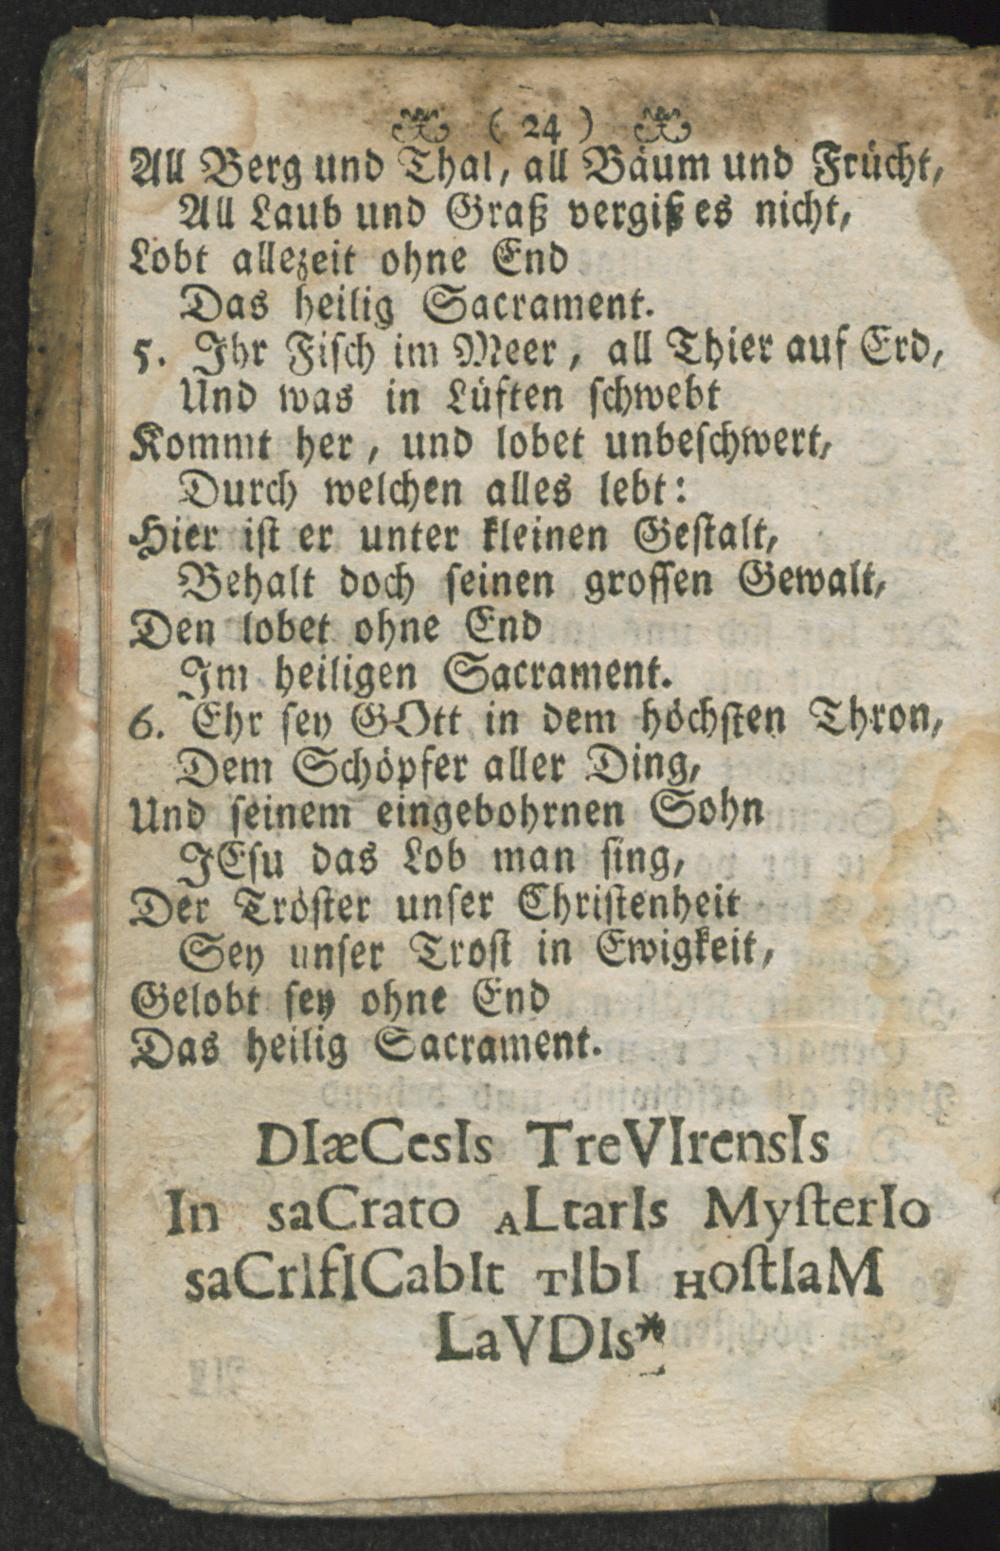 ( 24 )
All Berg und Thal, all Bäum und Frücht,
All Laub und Graß vergiß es nicht,
Lobt allezeit ohne End
Das heilig Sacrament.
5. Ihr Fisch im Meer, all Thier auf Erd,
Und was in Lüften schwebt
Kommt her, und lobet unbeschwert,
Durch welchen alles lebt:
Hier ist er unter kleinen Gestalt,
Behalt doch seinen grossen Gewalt,
Den lobet ohne End
Im heiligen Sacrament.
6. Ehr sey GOtt in dem höchsten Thron,
Dem Schöpfer aller Ding,
Und seinem eingebohrnen Sohn
JEsu das Lob man sing,
Der Tröster unser Christenheit
Sey unser Trost in Ewigkeit,
Gelobt sey ohne End
Das heilig Sacrament.
DIæCesIs TreVIrensIs
In saCrato ALtarIs MyſterIo
saCrIfICabIt TIbI HoſtIaM
LaVDIs*